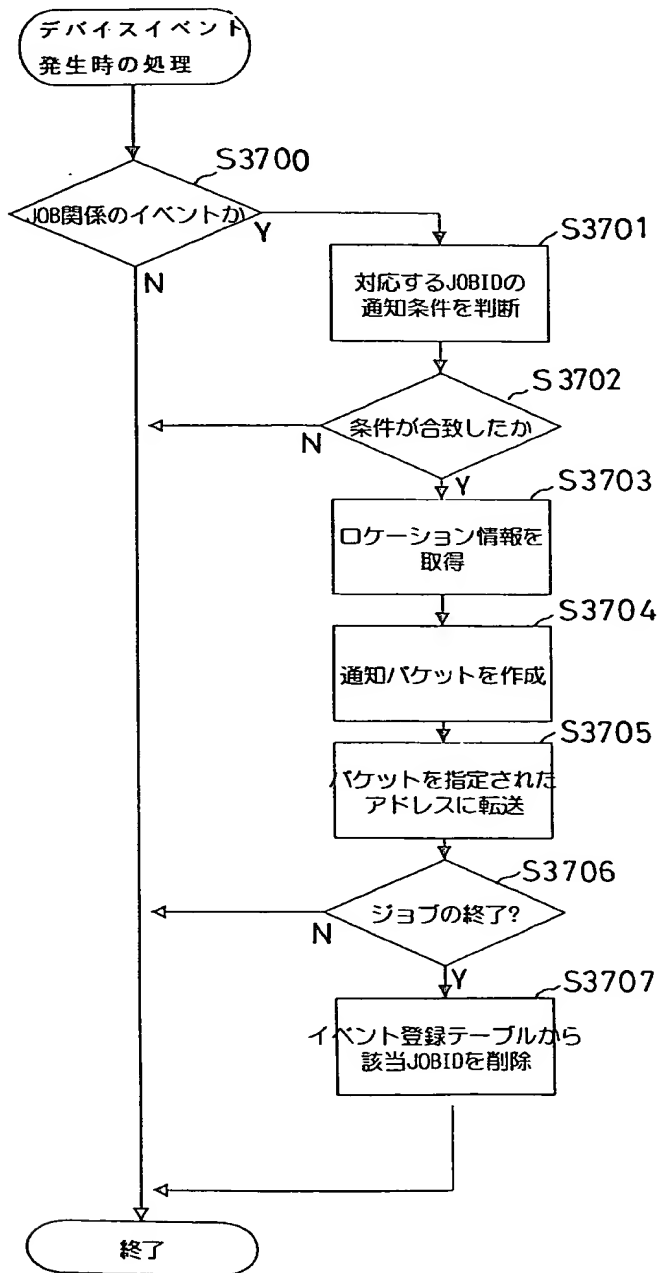 デバイスイベント
発生時の処理
S3700
JOB関係のイベントか
Y
N
S3701
対応するJOBIDの
通知条件を判断
S3702
条件が合致したか
N
Y
S3703
ロケーション情報を
取得
S3704
通知パケットを作成
S3705
パケットを指定された
アドレスに転送
S3706
ジョブの終了?
N
Y
S3707
イベント登録テーブルから
該当JOBIDを削除
終了